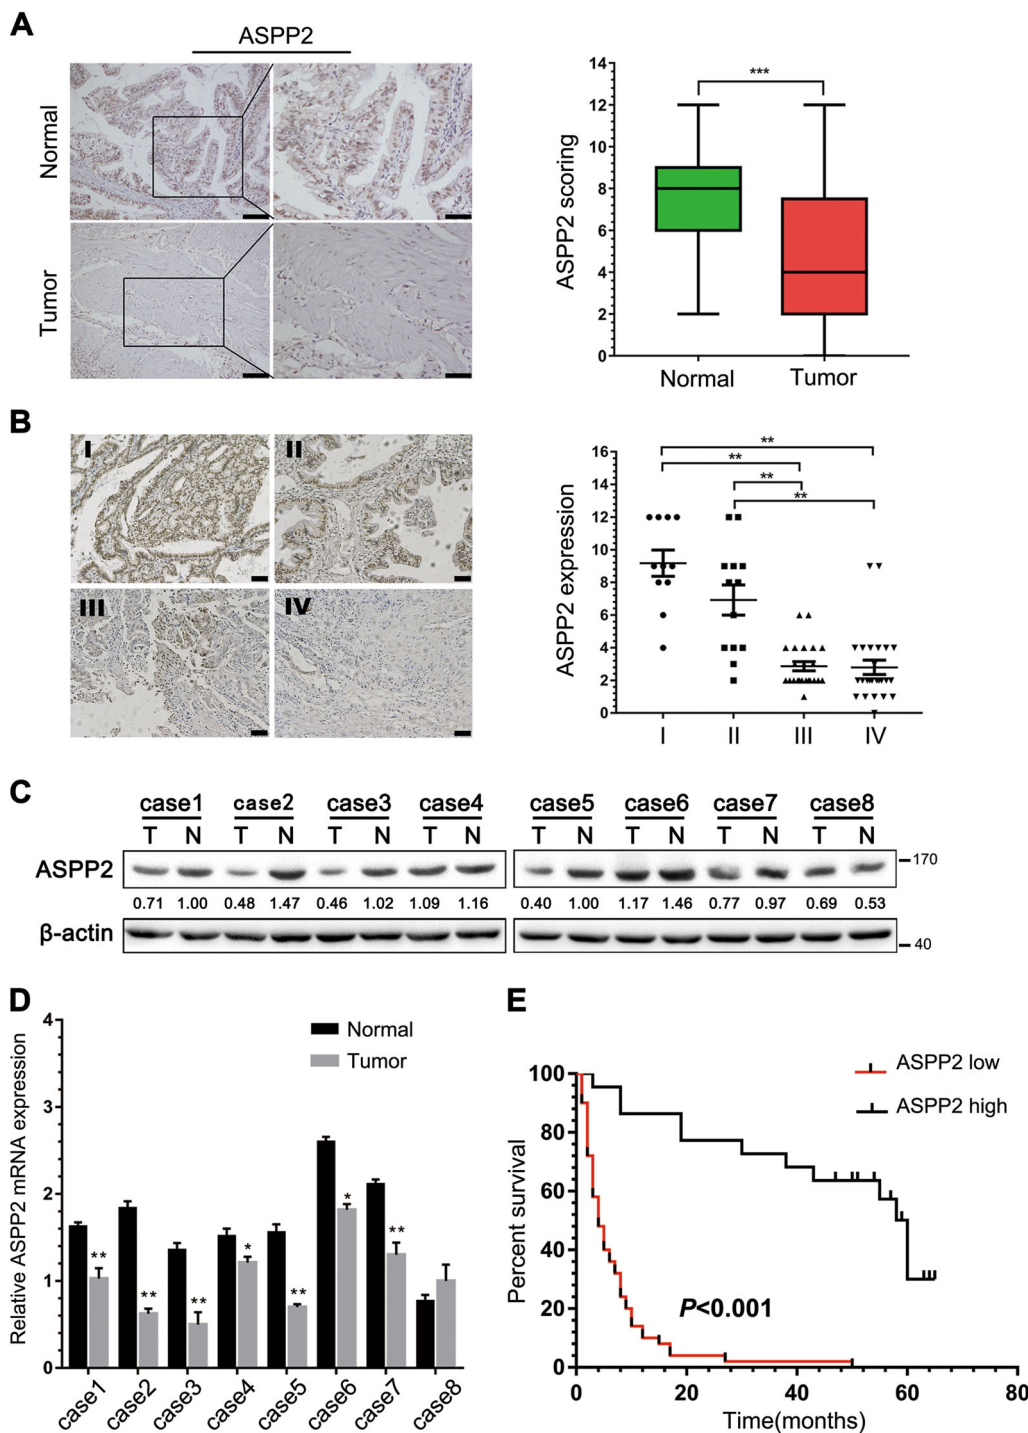 A
ASPP2
Normal
Tumor
ASPP2 scoring
14
12
10
8
6
4
2
0
***
Normal Tumor
B
I II
III IV
ASPP2 expression
16
14
12
10
8
6
4
2
0
**
**
**
**
I II III IV
C
case1 case2 case3 case4 case5 case6 case7 case8
T N T N T N T N T N T N T N T N
ASPP2
170
0.71 1.00 0.48 1.47 0.46 1.02 1.09 1.16 0.40 1.00 1.17 1.46 0.77 0.97 0.69 0.53
β-actin
40
D
Relative ASPP2 mRNA expression
4
3
2
1
0
Normal
Tumor
** ** ** * ** * **
case1 case2 case3 case4 case5 case6 case7 case8
E
ASPP2 low
ASPP2 high
Percent survival
100
80
60
40
20
0
P<0.001
0 20 40 60 80
Time(months)